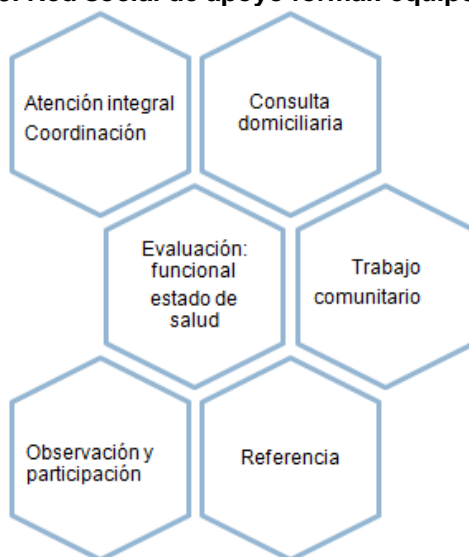 Red social de apoyo forman equipo
Atención integral
Coordinación
Consulta
domiciliaria
Evaluación:
funcional
estado de
salud
Trabajo
comunitario
Observación y
participación
Referencia